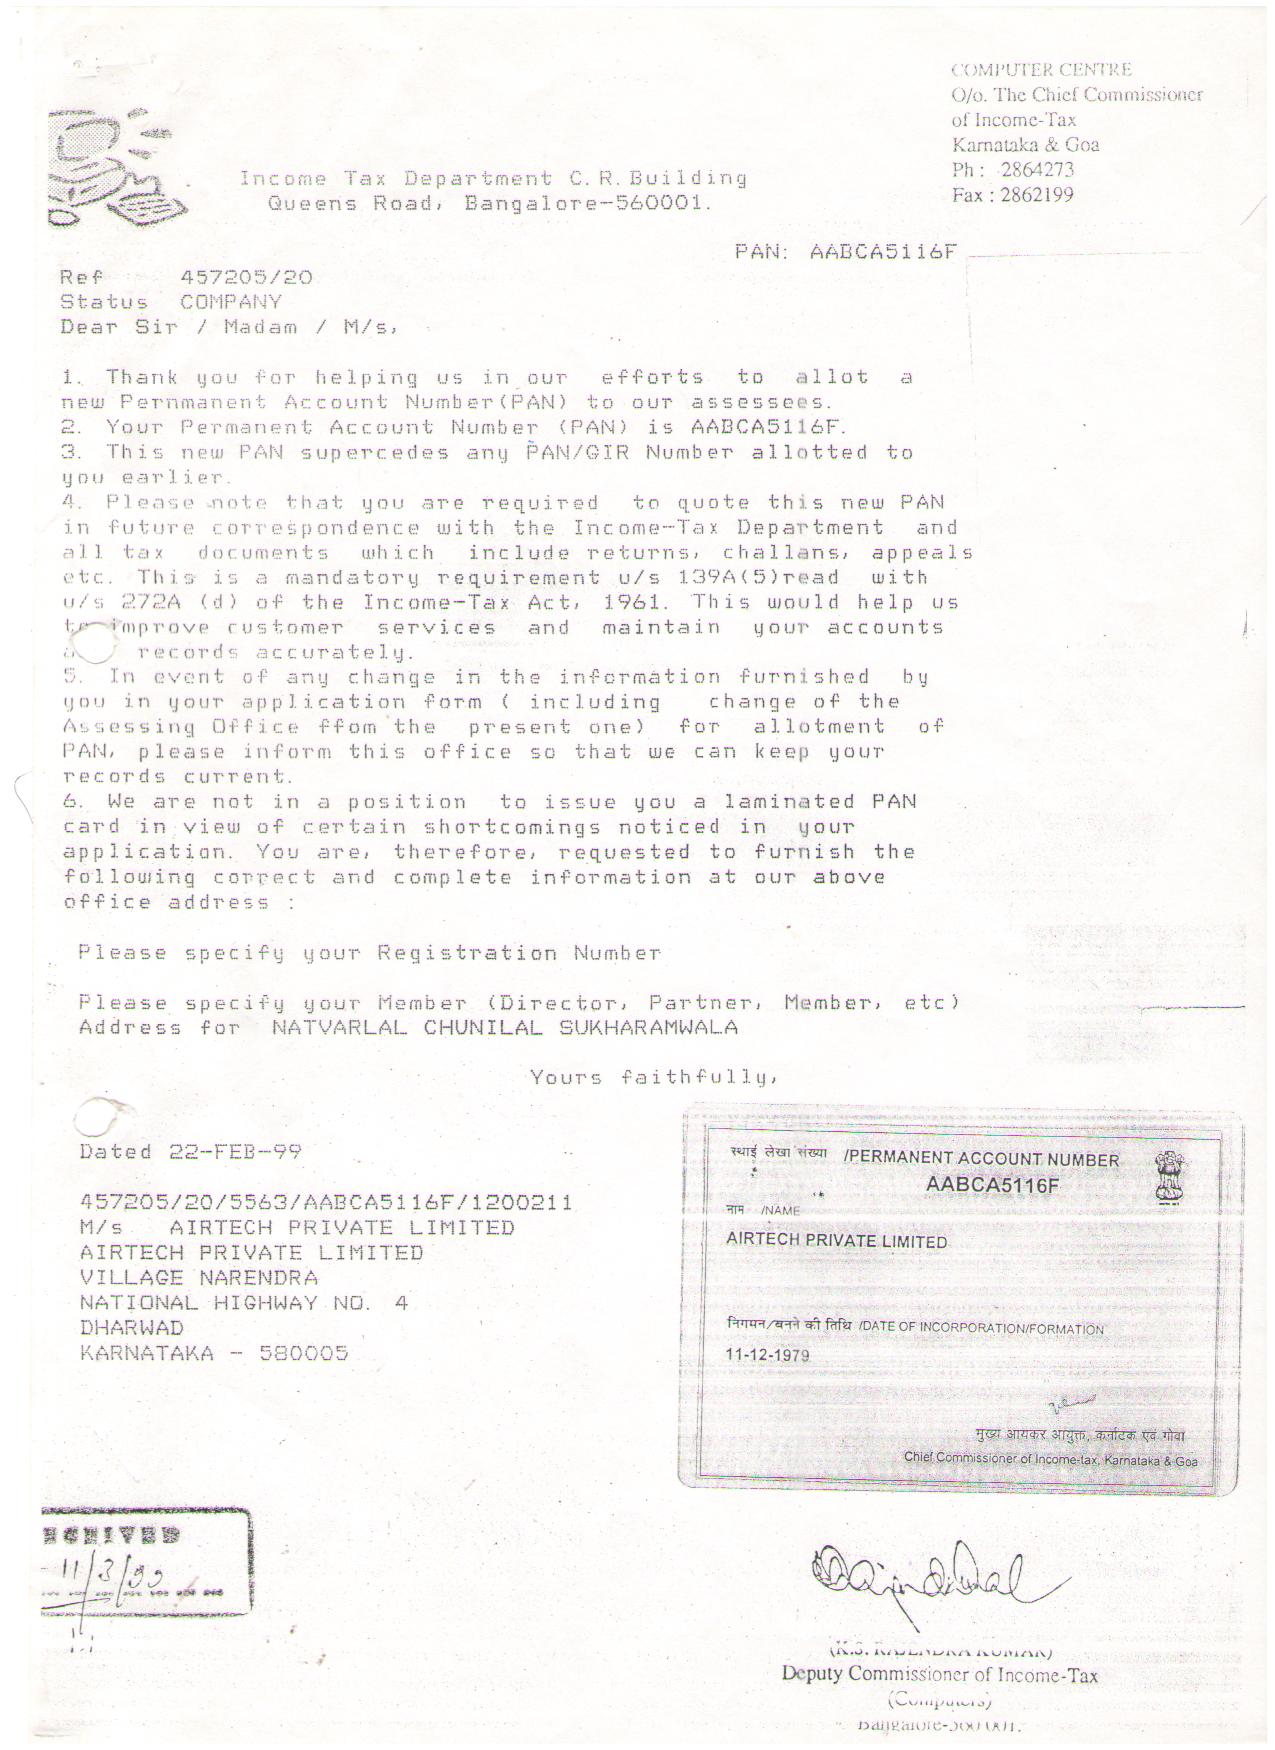 COMPUTER CENTRE
O/o. The Chief Commissioner
of Income-Tax
Karnataka & Goa
Ph : 2864273
Fax : 2862199
Income Tax Department C.R.Building
Queens Road, Bangalore-560001.
PAN: AABCA5116F
Ref 457205/20
Status COMPANY
Dear Sir / Madam / M/s,
1. Thank you for helping us in our efforts to allot a
new Pernmanent Account Number(PAN) to our assessees.
2. Your Permanent Account Number (PAN) is AABCA5116F.
3. This new PAN supercedes any PAN/GIR Number allotted to
you earlier.
4. Please note that you are required to quote this new PAN
in future correspondence with the Income-Tax Department and
all tax documents which include returns, challans, appeals
etc. This is a mandatory requirement u/s 139A(5)read with
u/s 272A (d) of the Income-Tax Act, 1961. This would help us
to improve customer services and maintain your accounts
records accurately.
5. In event of any change in the information furnished by
you in your application form ( including change of the
Assessing Office ffom the present one) for allotment of
PAN, please inform this office so that we can keep your
records current.
6. We are not in a position to issue you a laminated PAN
card in view of certain shortcomings noticed in your
application. You are, therefore, requested to furnish the
following correct and complete information at our above
office address :
Please specify your Registration Number
Please specify your Member (Director, Partner, Member, etc)
Address for NATVARLAL CHUNILAL SUKHARAMWALA
Yours faithfully,
Dated 22-FEB-99
457205/20/5563/AABCA5116F/1200211
M/s AIRTECH PRIVATE LIMITED
AIRTECH PRIVATE LIMITED
VILLAGE NARENDRA
NATIONAL HIGHWAY NO. 4
DHARWAD
KARNATAKA - 580005
स्थाई लेखा संख्या /PERMANENT ACCOUNT NUMBER
AABCA5116F
नाम /NAME
AIRTECH PRIVATE LIMITED
निगमन/बनने की तिथि /DATE OF INCORPORATION/FORMATION
11-12-1979
मुख्य आयकर आयुक्त, कर्नाटक एवं गोवा
Chief Commissioner of Income-tax, Karnataka & Goa
ECEIVED
11/3/99
(K.S. RAJENDRA KUMAR)
Deputy Commissioner of Income-Tax
(Computers)
Bangalore-560 001.